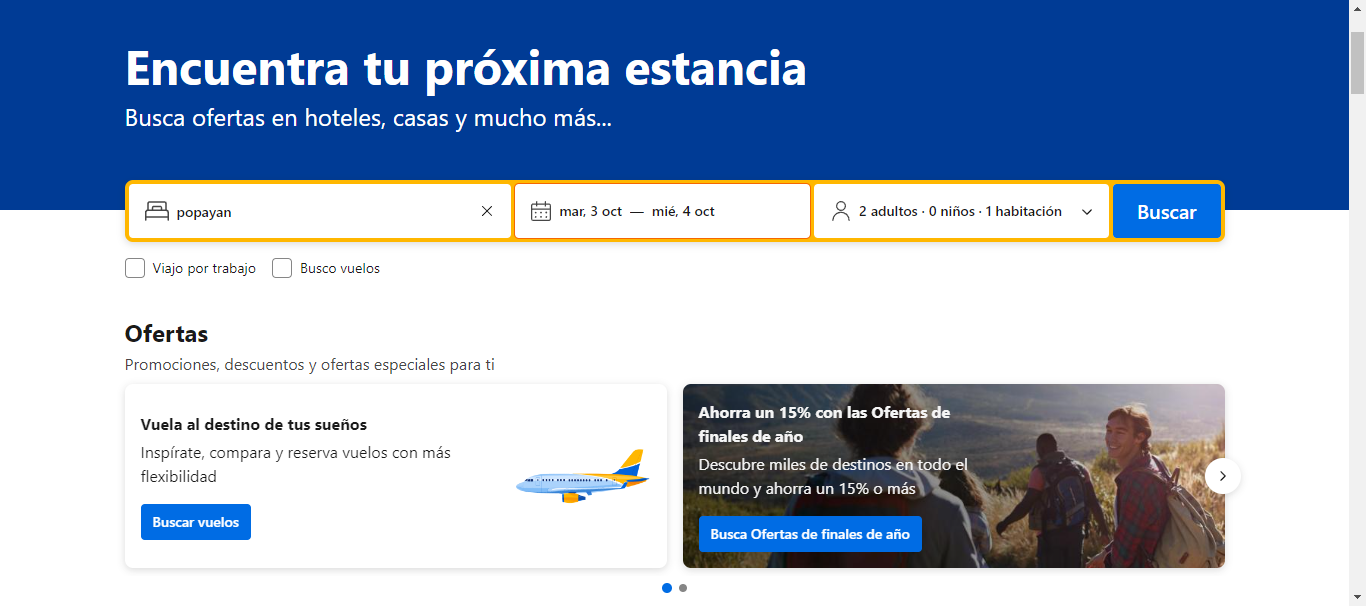 Encuentra tu próxima estancia
Busca ofertas en hoteles, casas y mucho más...
popayan
mar, 3 oct — mié, 4 oct
2 adultos · 0 niños · 1 habitación
Buscar
Viajo por trabajo
Busco vuelos
Ofertas
Promociones, descuentos y ofertas especiales para ti
Vuela al destino de tus sueños
Inspírate, compara y reserva vuelos con más
flexibilidad
Buscar vuelos
Ahorra un 15% con las Ofertas de
finales de año
Descubre miles de destinos en todo el
mundo y ahorra un 15% o más
Busca Ofertas de finales de año